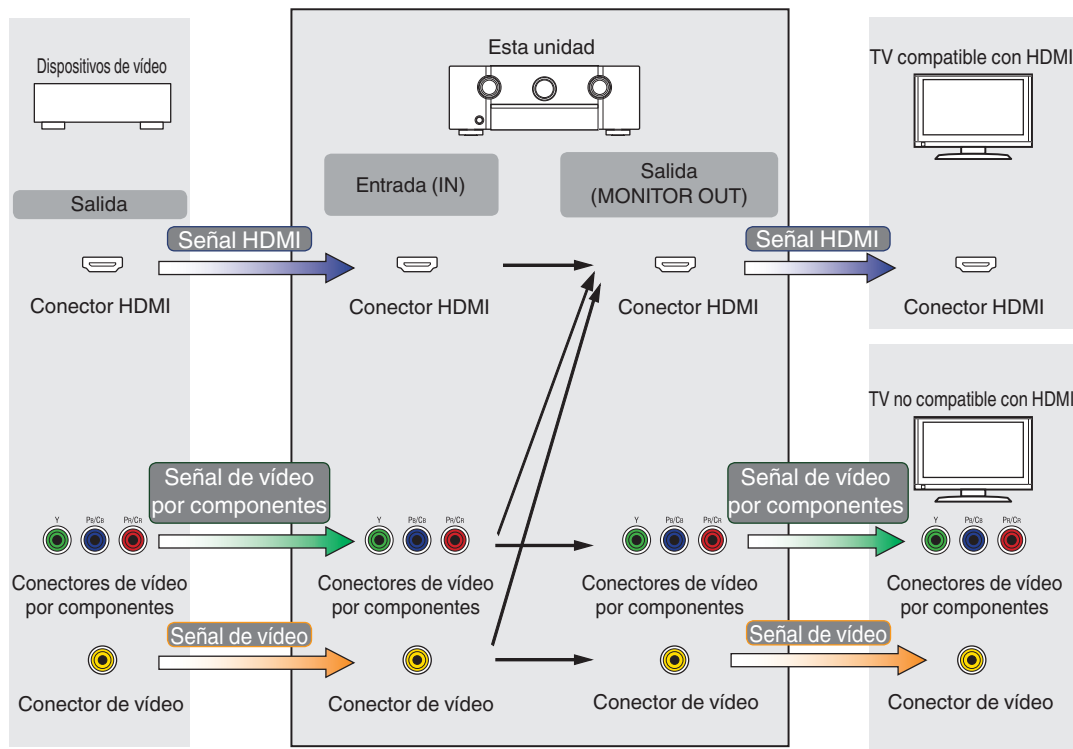 Dispositivos de vídeo
Esta unidad
TV compatible con HDMI
Salida
Entrada (IN)
Salida
(MONITOR OUT)
Señal HDMI
Señal HDMI
Conector HDMI
Conector HDMI
Conector HDMI
Conector HDMI
TV no compatible con HDMI
Señal de vídeo
por componentes
Señal de vídeo
por componentes
Y PB/CB PR/CR
Y PB/CB PR/CR
Y PB/CB PR/CR
Y PB/CB PR/CR
Conectores de vídeo
por componentes
Conectores de vídeo
por componentes
Conectores de vídeo
por componentes
Conectores de vídeo
por componentes
Señal de vídeo
Señal de vídeo
Conector de vídeo
Conector de vídeo
Conector de vídeo
Conector de vídeo